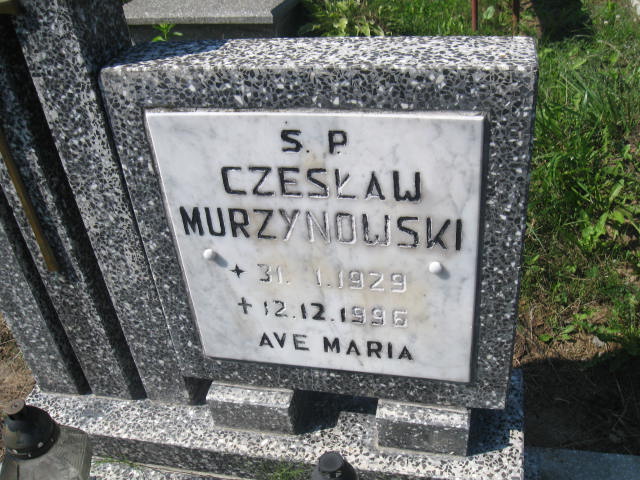 S. P.
CZESŁAW
MURZYNOWSKI
* 31. 1.1929
+ 12.12.1996
AVE MARIA